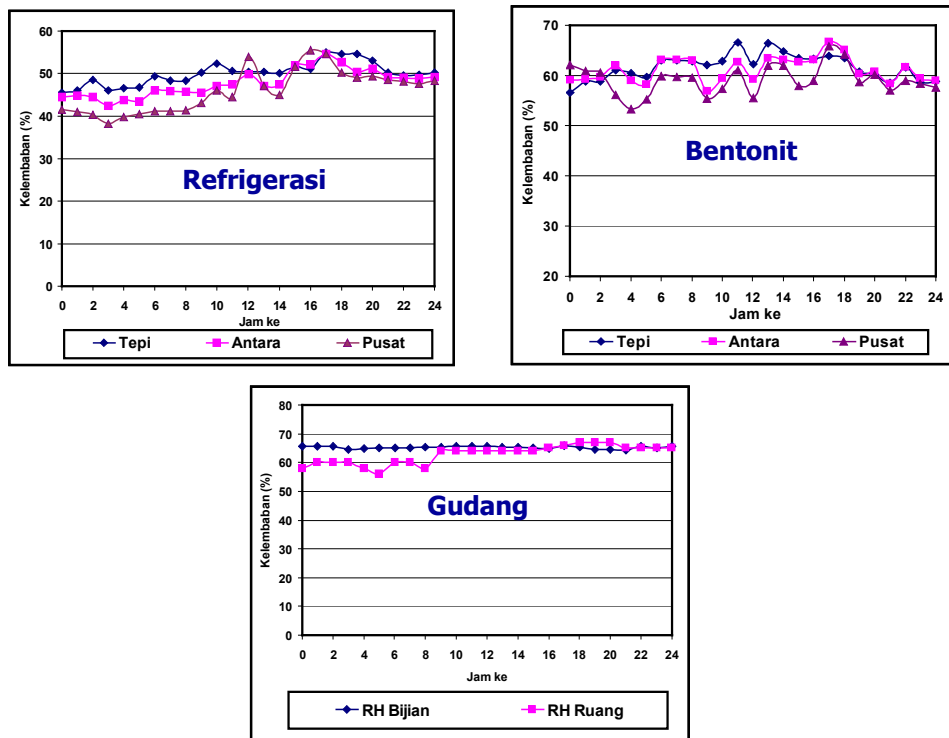 Kelembaban (%)
60
50
40
30
20
10
0
Refrigerasi
0 2 4 6 8 10 12 14 16 18 20 22 24
Jam ke
Tepi Antara Pusat
Kelembaban (%)
70
60
50
40
30
20
Bentonit
0 2 4 6 8 10 12 14 16 18 20 22 24
Jam ke
Tepi Antara Pusat
Kelembaban (%)
80
70
60
50
40
30
20
10
0
Gudang
0 2 4 6 8 10 12 14 16 18 20 22 24
Jam ke
RH Bijian RH Ruang